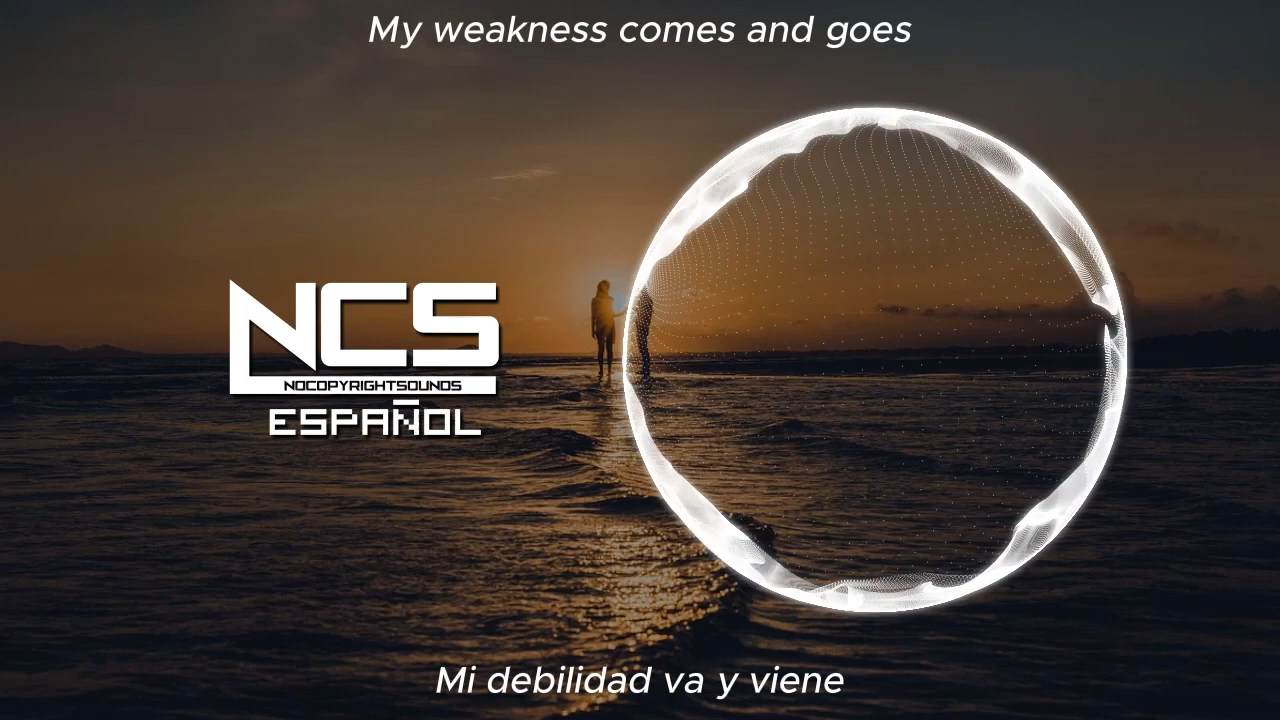 My weakness comes and goes
NCS
NOCOPYRIGHTSOUNDS
ESPAÑOL
Mi debilidad va y viene